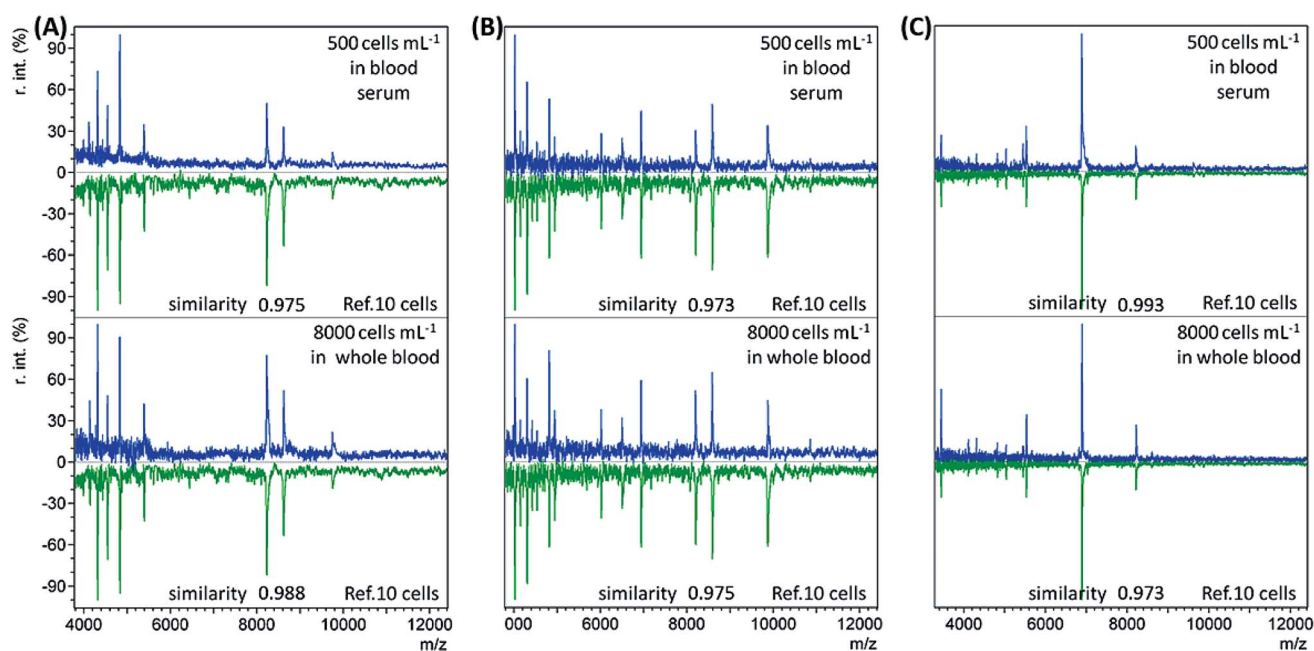 (A)
r. int. (%)
90
60
30
0
-30
-60
-90
500 cells mL⁻¹
in blood
serum
similarity 0.975 Ref.10 cells
r. int. (%)
90
60
30
0
-30
-60
-90
8000 cells mL⁻¹
in whole blood
similarity 0.988 Ref.10 cells
4000 6000 8000 10000 12000
m/z
(B)
500 cells mL⁻¹
in blood
serum
similarity 0.973 Ref.10 cells
8000 cells mL⁻¹
in whole blood
similarity 0.975 Ref.10 cells
000 6000 8000 10000 12000
m/z
(C)
500 cells mL⁻¹
in blood
serum
similarity 0.993 Ref.10 cells
8000 cells mL⁻¹
in whole blood
similarity 0.973 Ref.10 cells
4000 6000 8000 10000 12000
m/z